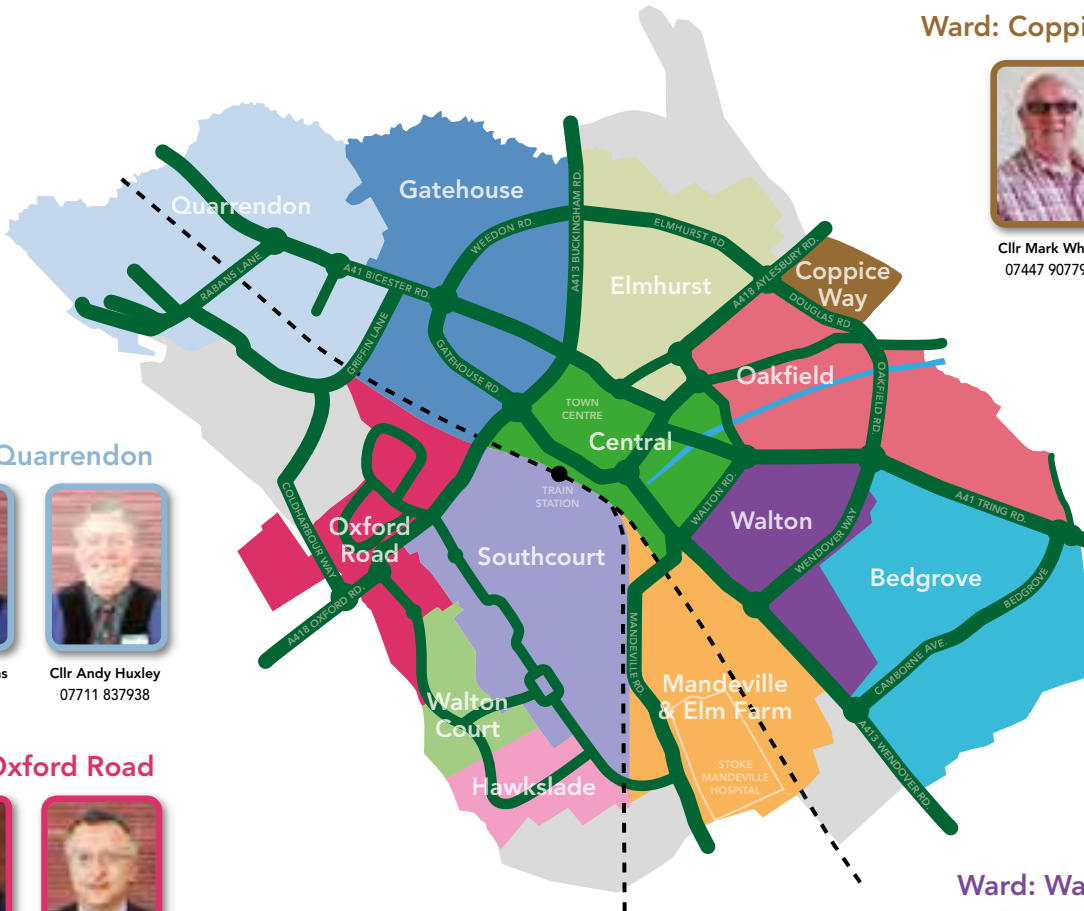 Ward: Coppi
Cllr Mark Wh
07447 90779
Quarrendon
Gatehouse
Elmhurst
Coppice
Way
Oakfield
Central
TOWN
CENTRE
TRAIN
STATION
Oxford
Road
Southcourt
Walton
Bedgrove
Walton
Court
Hawkslade
Mandeville
& Elm Farm
STOKE
MANDEVILLE
HOSPITAL
RABANS LANE
A41 BICESTER RD.
GRIFFIN LANE
WEEDON RD.
GATEHOUSE RD.
A413 BUCKINGHAM RD.
ELMHURST RD.
A418 AYLESBURY RD.
DOUGLAS RD
OAKFIELD RD.
A41 TRING RD.
WALTON RD.
WENDOVER WAY
BEDGROVE
CAMBORNE AVE.
A413 WENDOVER RD.
MANDEVILLE RD.
COLDHARBOUR WAY
A418 OXFORD RD.
Quarrendon
as
Cllr Andy Huxley
07711 837938
Oxford Road
Ward: Wa